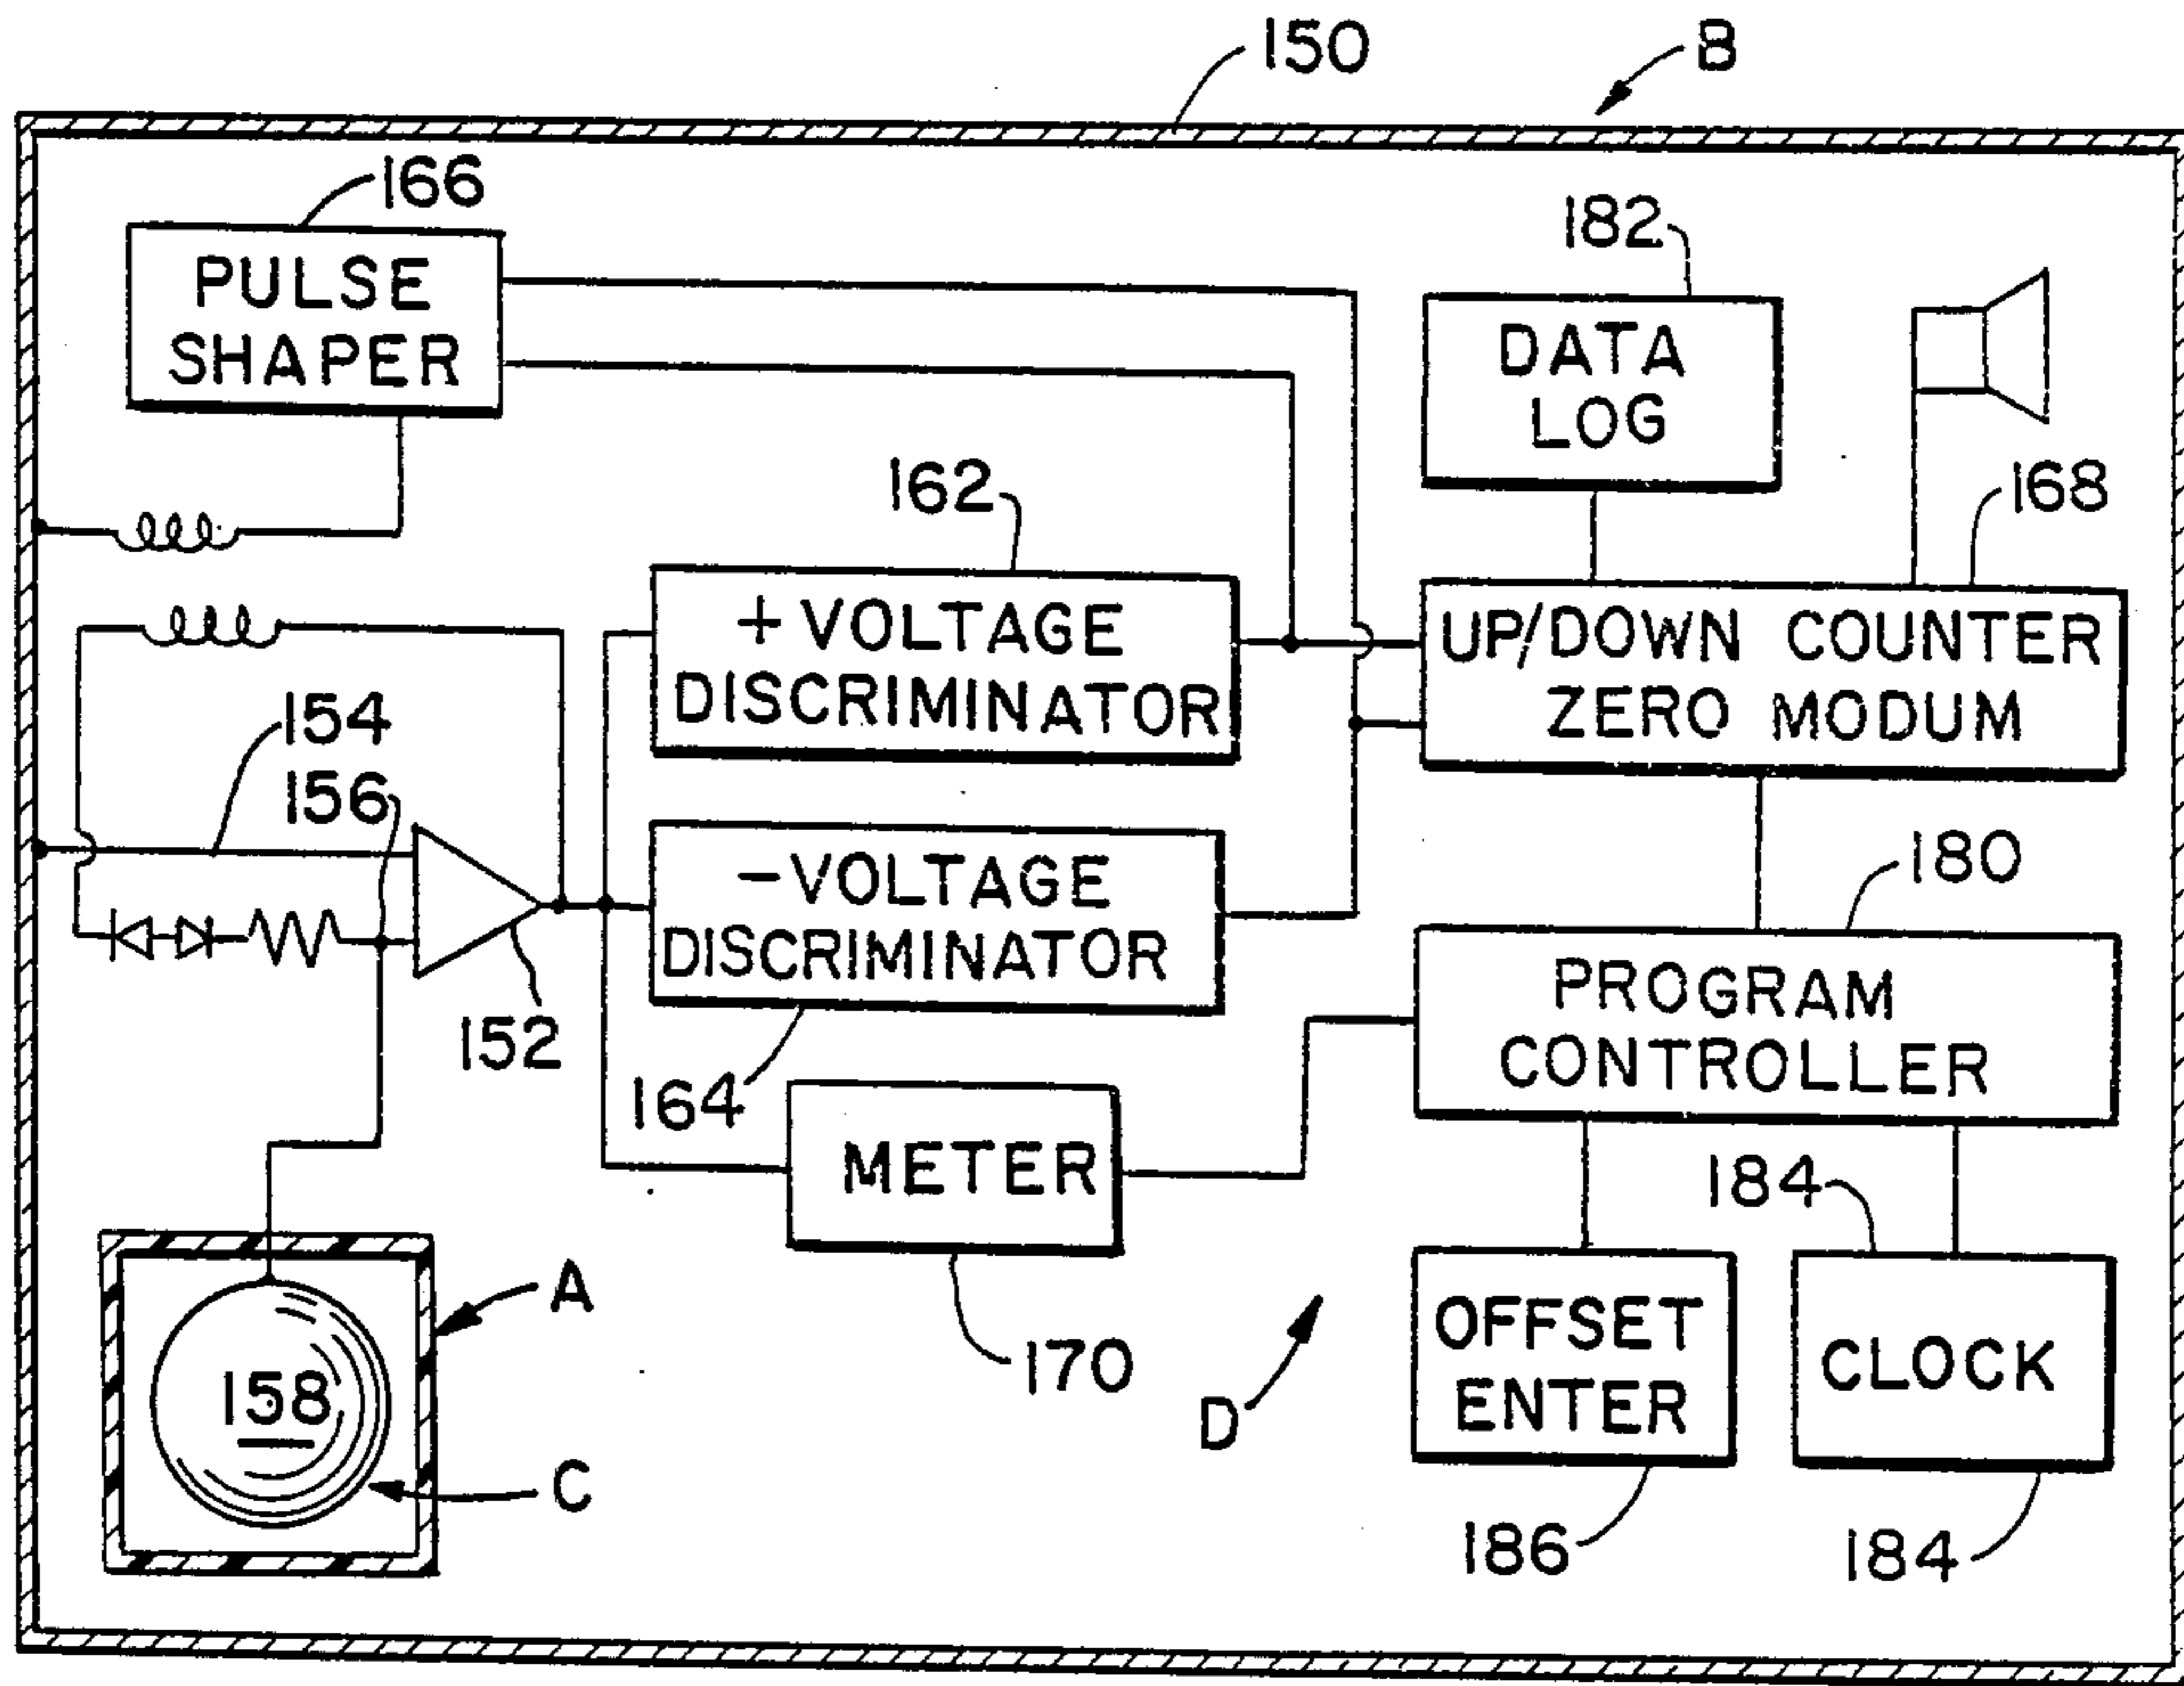 150
B
166
PULSE
SHAPER
182
DATA
LOG
162
168
+ VOLTAGE
DISCRIMINATOR
UP/DOWN COUNTER
ZERO MODUM
154
156
152
- VOLTAGE
DISCRIMINATOR
164
180
PROGRAM
CONTROLLER
METER
170
184
A
158
C
D
OFFSET
ENTER
CLOCK
186
184